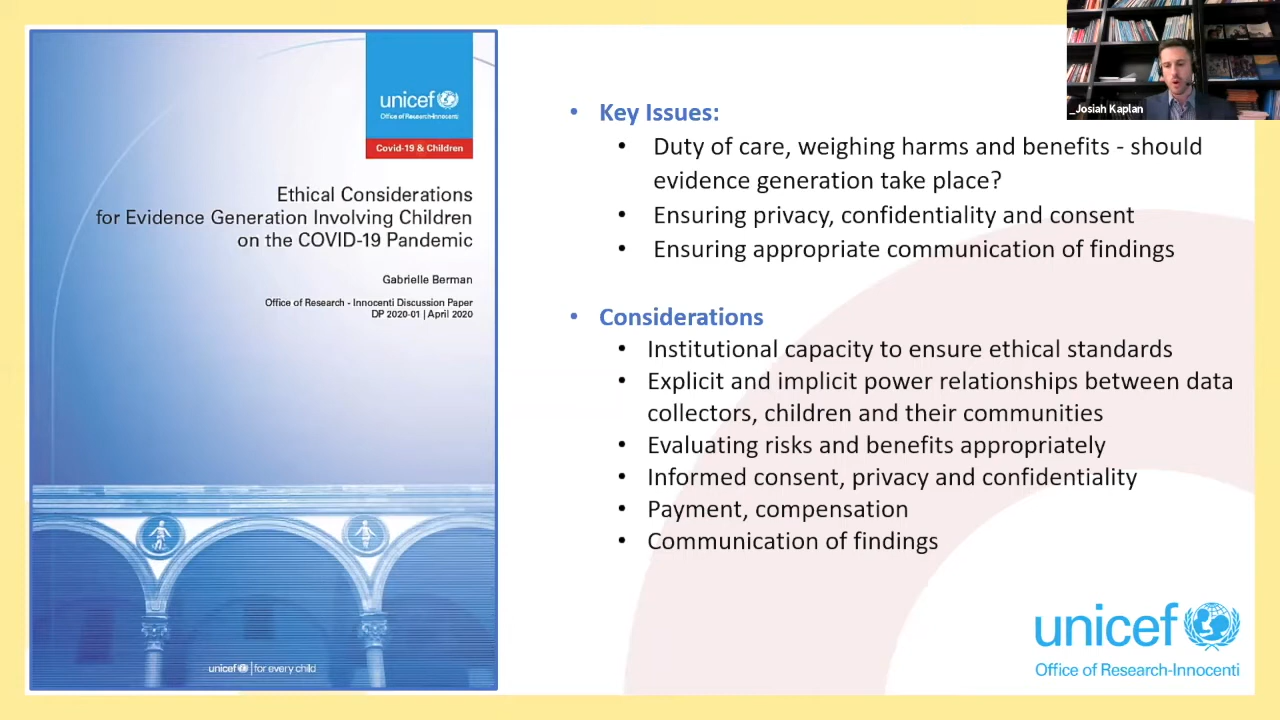 unicef
Office of Research-Innocenti
Covid-19 & Children
Ethical Considerations
for Evidence Generation Involving Children
on the COVID-19 Pandemic
Gabrielle Berman
Office of Research - Innocenti Discussion Paper
DP 2020-01 | April 2020
unicef | for every child
_Josiah Kaplan
• Key Issues:
• Duty of care, weighing harms and benefits - should
evidence generation take place?
• Ensuring privacy, confidentiality and consent
• Ensuring appropriate communication of findings
• Considerations
• Institutional capacity to ensure ethical standards
• Explicit and implicit power relationships between data
collectors, children and their communities
• Evaluating risks and benefits appropriately
• Informed consent, privacy and confidentiality
• Payment, compensation
• Communication of findings
unicef
Office of Research-Innocenti